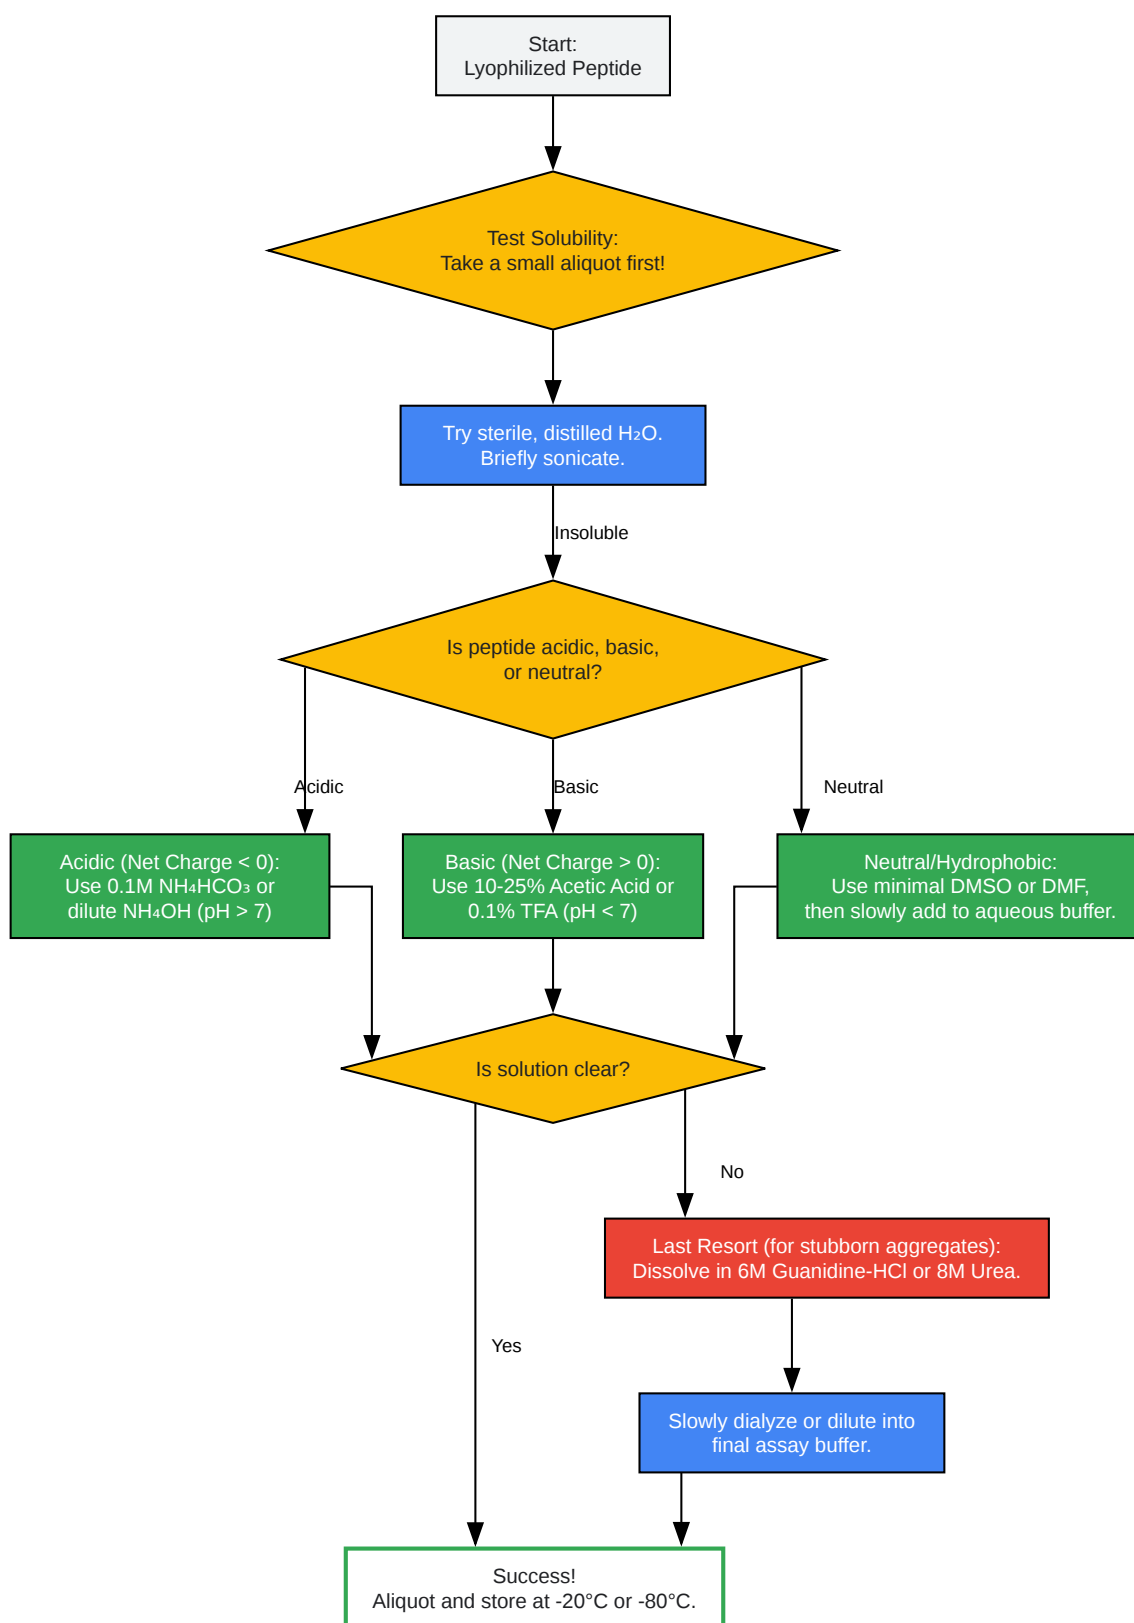 Start:
Lyophilized Peptide
Test Solubility:
Take a small aliquot first!
Try sterile, distilled H₂O.
Briefly sonicate.
Insoluble
Is peptide acidic, basic,
or neutral?
Acidic
Basic
Neutral
Acidic (Net Charge < 0):
Use 0.1M NH₄HCO₃ or
dilute NH₄OH (pH > 7)
Basic (Net Charge > 0):
Use 10-25% Acetic Acid or
0.1% TFA (pH < 7)
Neutral/Hydrophobic:
Use minimal DMSO or DMF,
then slowly add to aqueous buffer.
Is solution clear?
No
Last Resort (for stubborn aggregates):
Dissolve in 6M Guanidine-HCl or 8M Urea.
Yes
Slowly dialyze or dilute into
final assay buffer.
Success!
Aliquot and store at -20°C or -80°C.